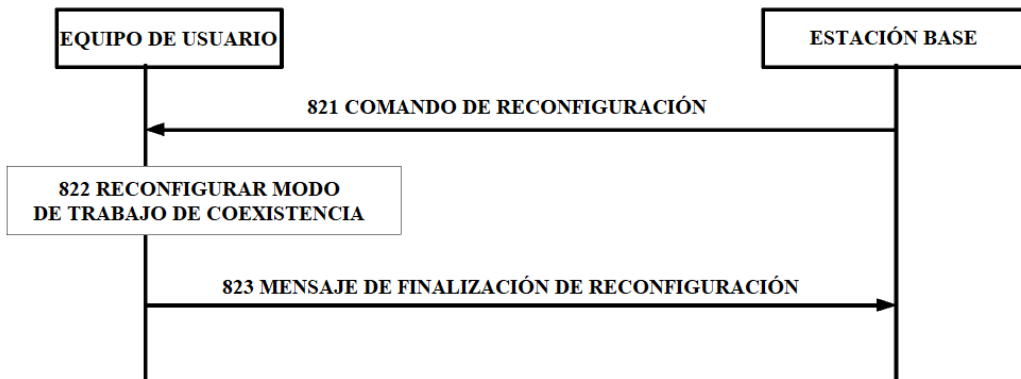 EQUIPO DE USUARIO
ESTACIÓN BASE
821 COMANDO DE RECONFIGURACIÓN
822 RECONFIGURAR MODO
DE TRABAJO DE COEXISTENCIA
823 MENSAJE DE FINALIZACIÓN DE RECONFIGURACIÓN